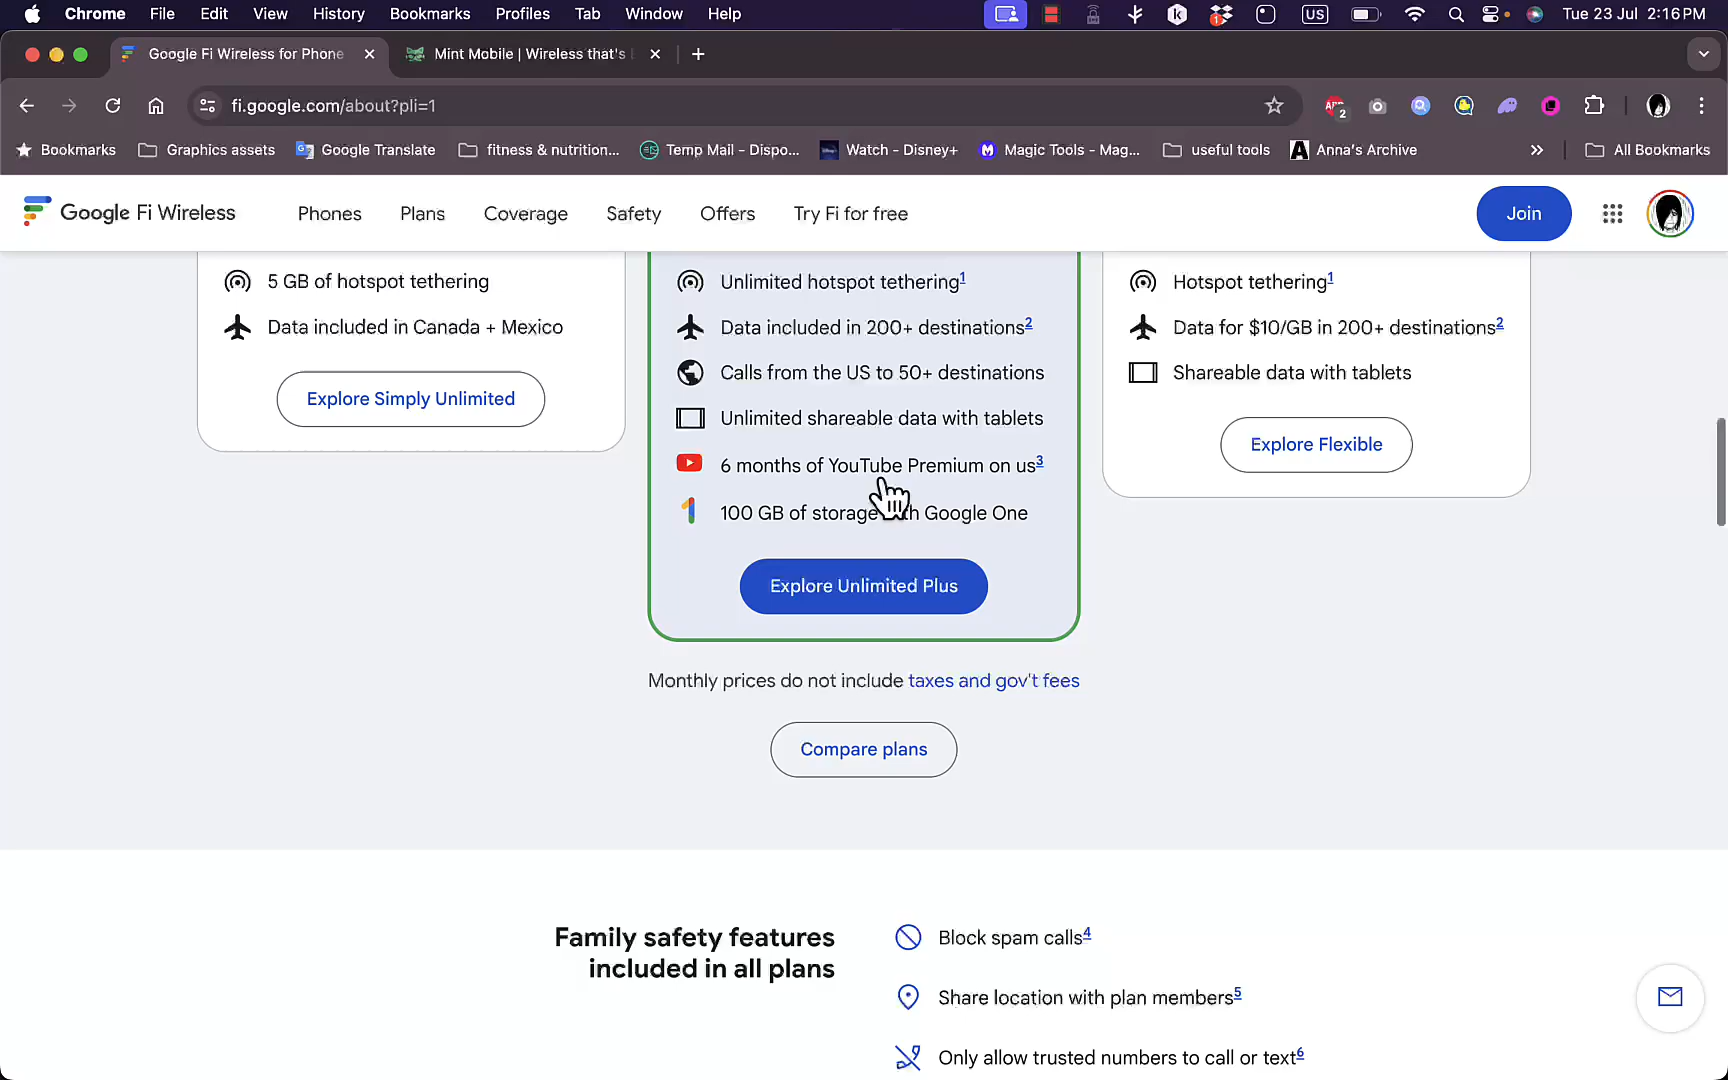 Chrome File Edit View History Bookmarks Profiles Tab Window Help US Tue 23 Jul 2:16 PM
Google Fi Wireless for Phone Mint Mobile | Wireless that's
fi.google.com/about?pli=1
Bookmarks Graphics assets Google Translate fitness & nutrition... Temp Mail - Dispo... Watch - Disney+ Magic Tools - Mag... useful tools Anna's Archive All Bookmarks
Google Fi Wireless Phones Plans Coverage Safety Offers Try Fi for free Join
5 GB of hotspot tethering
Data included in Canada + Mexico
Explore Simply Unlimited
Unlimited hotspot tethering1
Data included in 200+ destinations2
Calls from the US to 50+ destinations
Unlimited shareable data with tablets
6 months of YouTube Premium on us3
100 GB of storage Google One
Explore Unlimited Plus
Hotspot tethering1
Data for $10/GB in 200+ destinations2
Shareable data with tablets
Explore Flexible
Monthly prices do not include taxes and gov't fees
Compare plans
Family safety features
included in all plans
Block spam calls4
Share location with plan members5
Only allow trusted numbers to call or text6